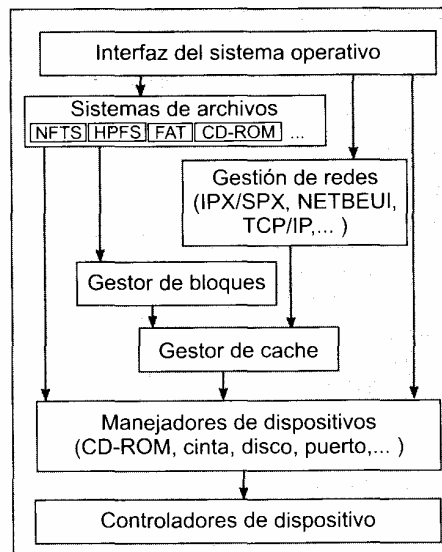 Interfaz del sistema operativo
Sistemas de archivos
NFTS HPFS FAT CD-ROM ...
Gestión de redes
(IPX/SPX, NETBEUI,
TCP/IP,... )
Gestor de bloques
Gestor de cache
Manejadores de dispositivos
(CD-ROM, cinta, disco, puerto,... )
Controladores de dispositivo